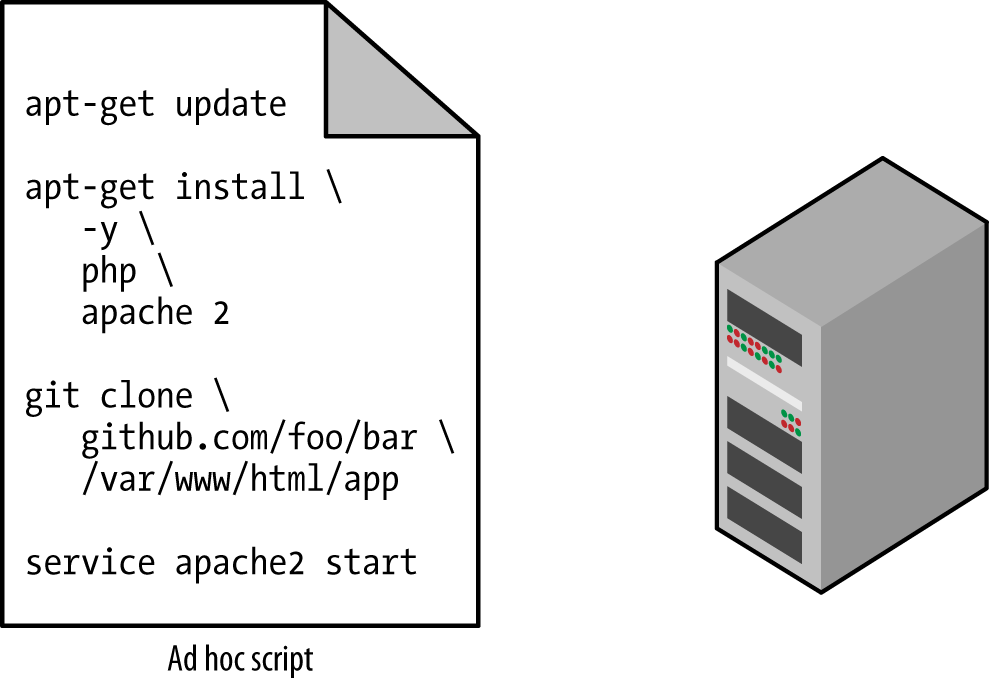 apt-get update
apt-get install \
-y \
php \
apache 2
git clone \
github.com/foo/bar \
/var/www/html/app
service apache2 start
Ad hoc script